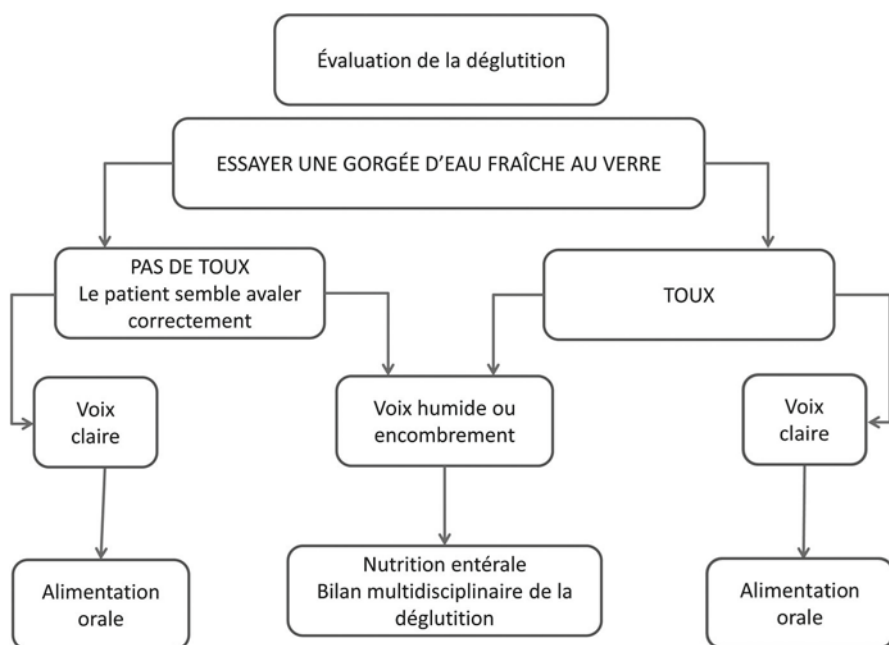 Évaluation de la déglutition
ESSAYER UNE GORGÉE D’EAU FRAÎCHE AU VERRE
PAS DE TOUX
Le patient semble avaler
correctement
TOUX
Voix
claire
Voix humide ou
encombrement
Voix
claire
Alimentation
orale
Nutrition entérale
Bilan multidisciplinaire de la
déglutition
Alimentation
orale